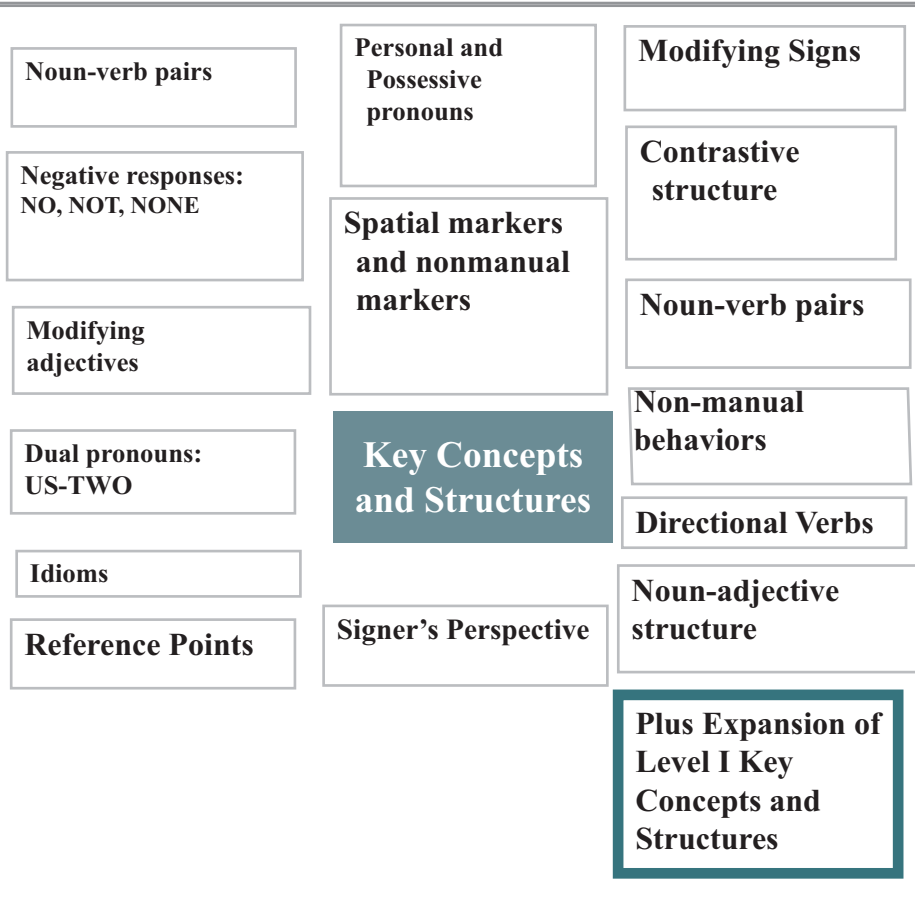 Noun-verb pairs
Negative responses:
NO, NOT, NONE
Modifying
adjectives
Dual pronouns:
US-TWO
Idioms
Reference Points
Personal and
Possessive
pronouns
Spatial markers
and nonmanual
markers
Key Concepts
and Structures
Signer’s Perspective
Modifying Signs
Contrastive
structure
Noun-verb pairs
Non-manual
behaviors
Directional Verbs
Noun-adjective
structure
Plus Expansion of
Level I Key
Concepts and
Structures